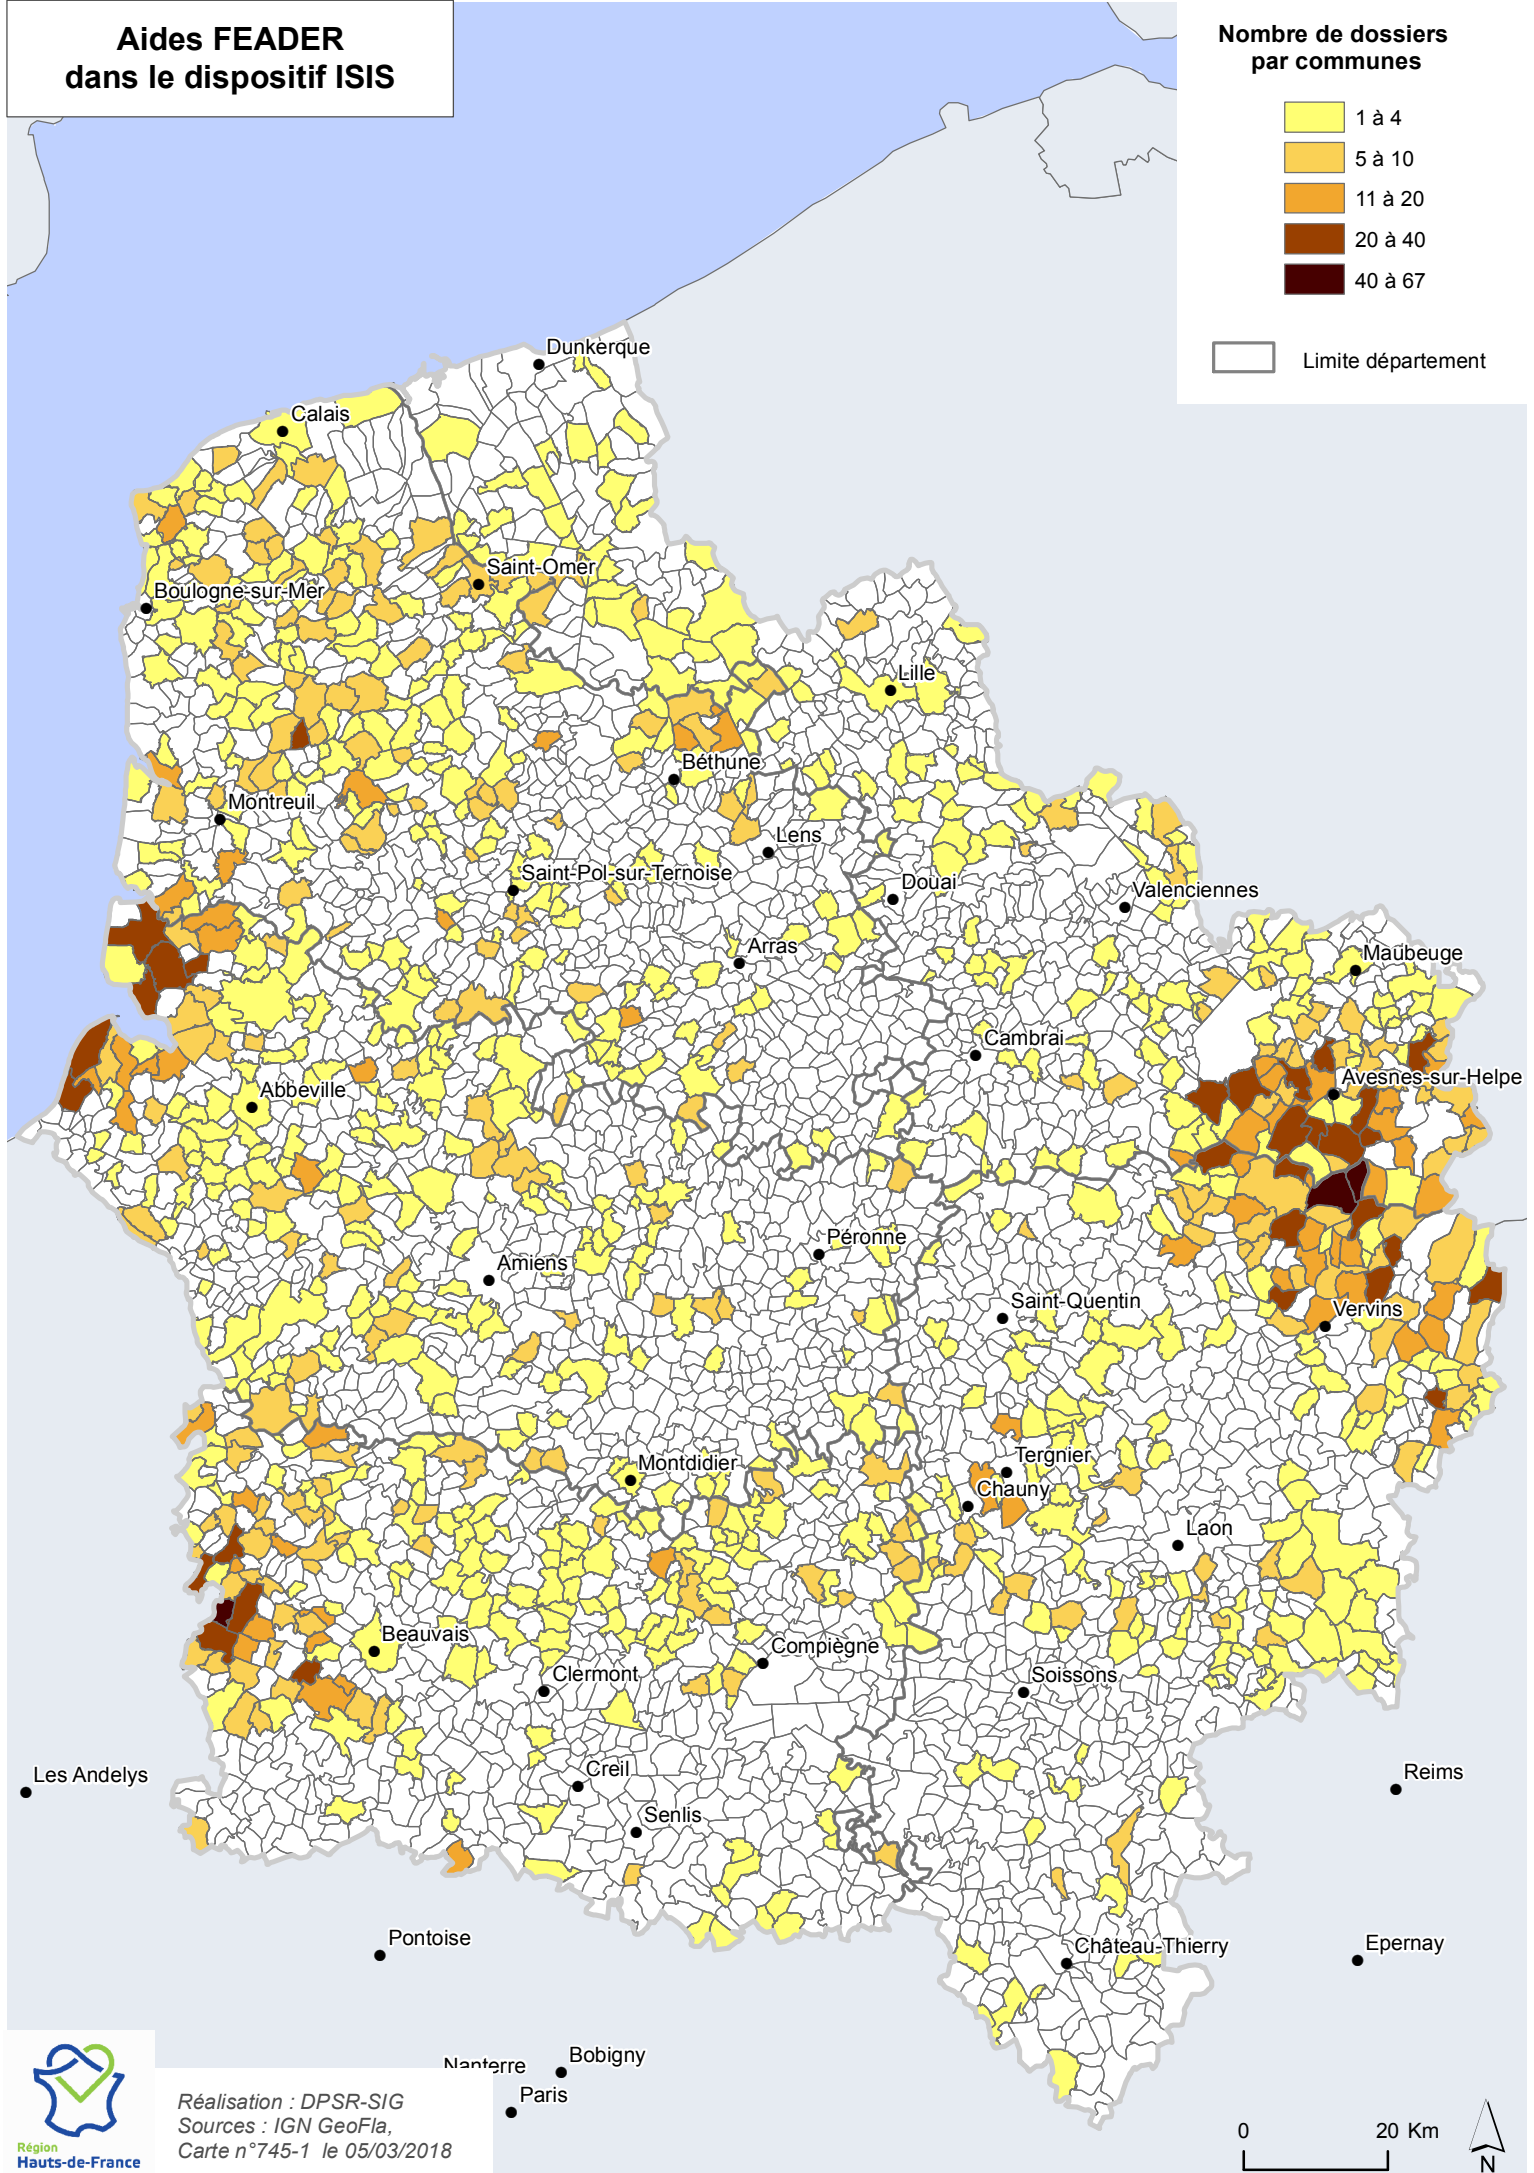 Aides FEADER
dans le dispositif ISIS
Nombre de dossiers
par communes
1 à 4
5 à 10
11 à 20
20 à 40
40 à 67
Limite département
Dunkerque
Calais
Saint-Omer
Boulogne-sur-Mer
Lille
Béthune
Montreuil
Lens
Saint-Pol-sur-Ternoise
Douai
Valenciennes
Arras
Maubeuge
Cambrai
Avesnes-sur-Helpe
Abbeville
Péronne
Amiens
Saint-Quentin
Vervins
Montdidier
Tergnier
Chauny
Laon
Beauvais
Compiègne
Clermont
Soissons
Les Andelys
Creil
Reims
Senlis
Pontoise
Château-Thierry
Epernay
Nanterre
Bobigny
Paris
Région
Hauts-de-France
Réalisation : DPSR-SIG
Sources : IGN GeoFla,
Carte n°745-1 le 05/03/2018
0 20 Km
N